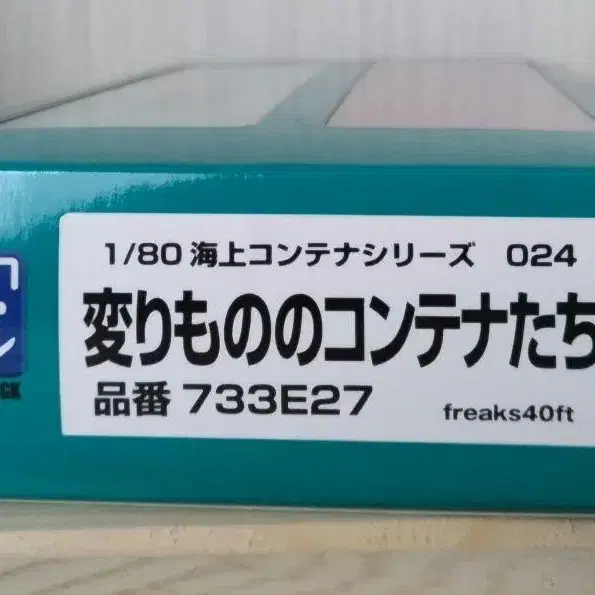 1/80 海上コンテナシリーズ 024
変りもののコンテナたち
品番 733E27
freaks40ft